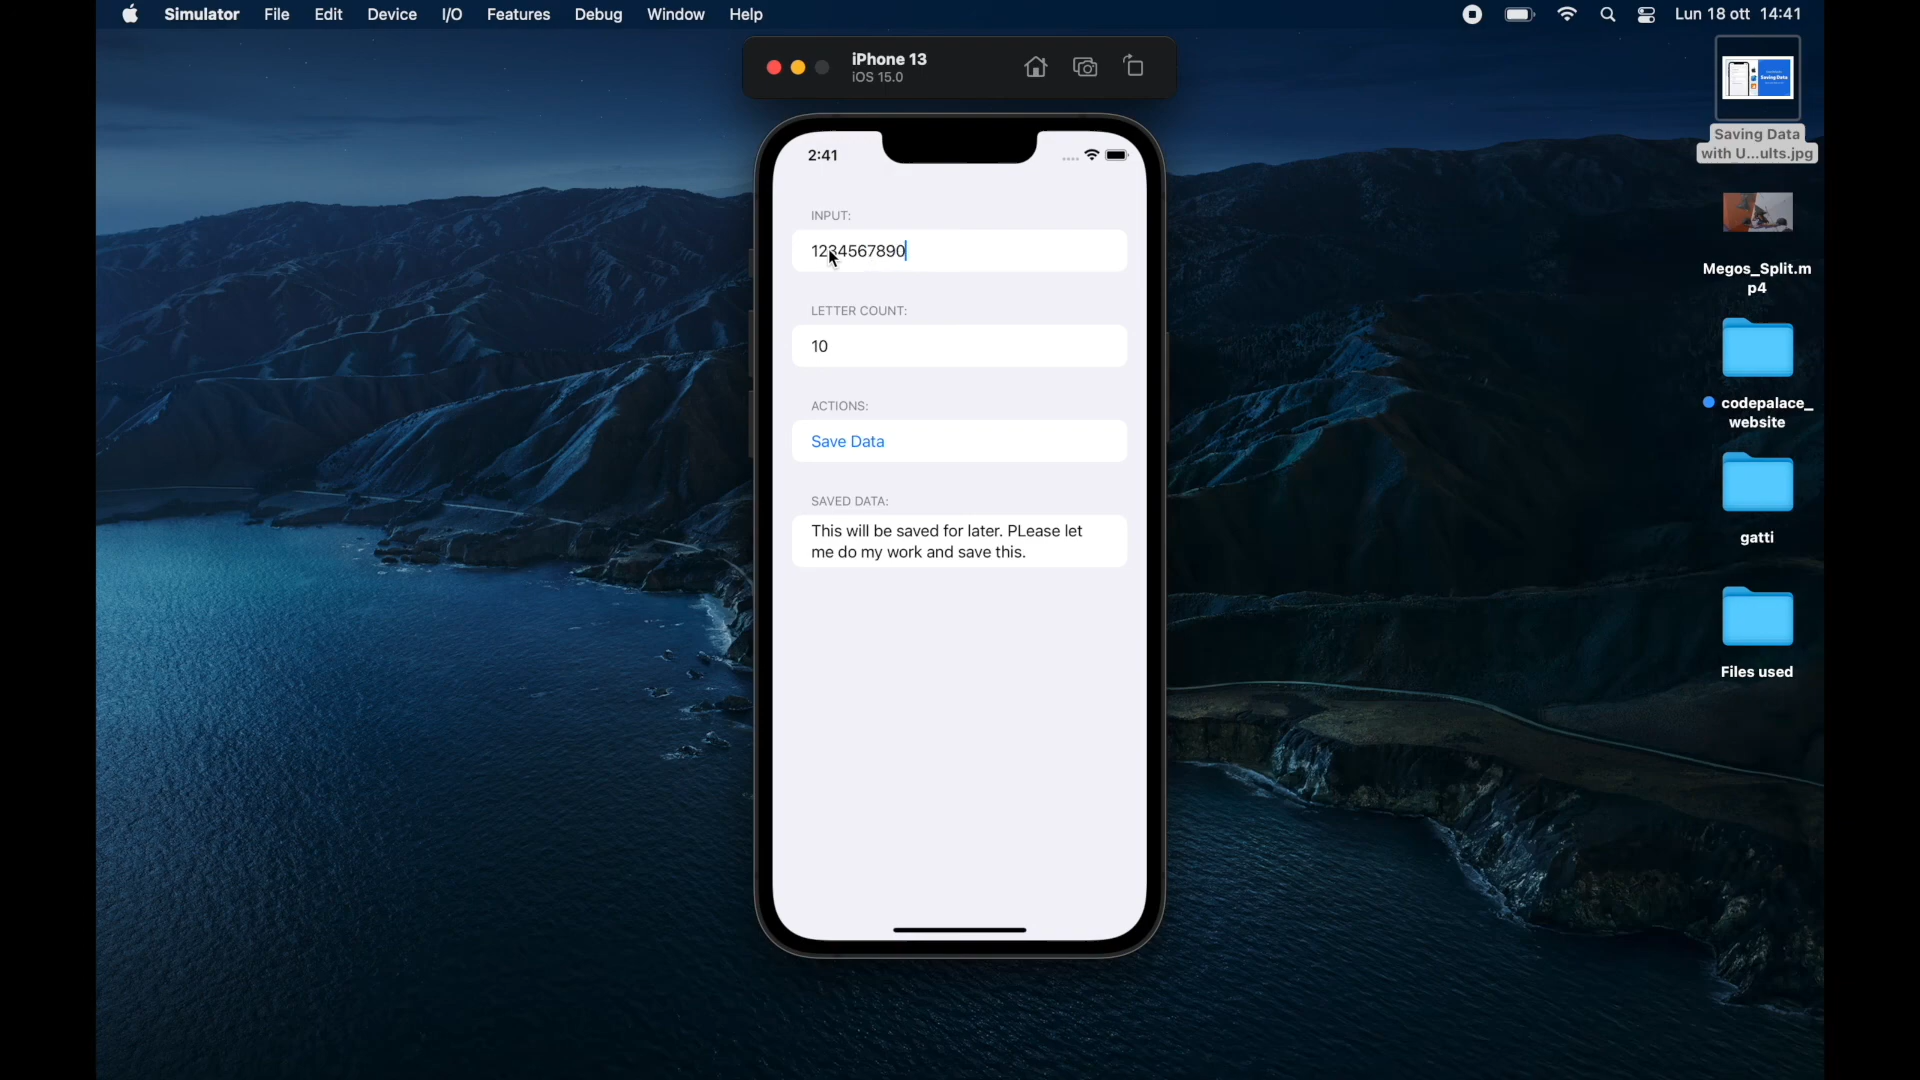 Simulator File Edit Device I/O Features Debug Window Help
Lun 18 ott 14:41
iPhone 13
iOS 15.0
2:41
INPUT:
1234567890
LETTER COUNT:
10
ACTIONS:
Save Data
SAVED DATA:
This will be saved for later. PLease let
me do my work and save this.
Saving Data
Saving Data
with U...ults.jpg
Megos_Split.m
p4
codepalace_
website
gatti
Files used